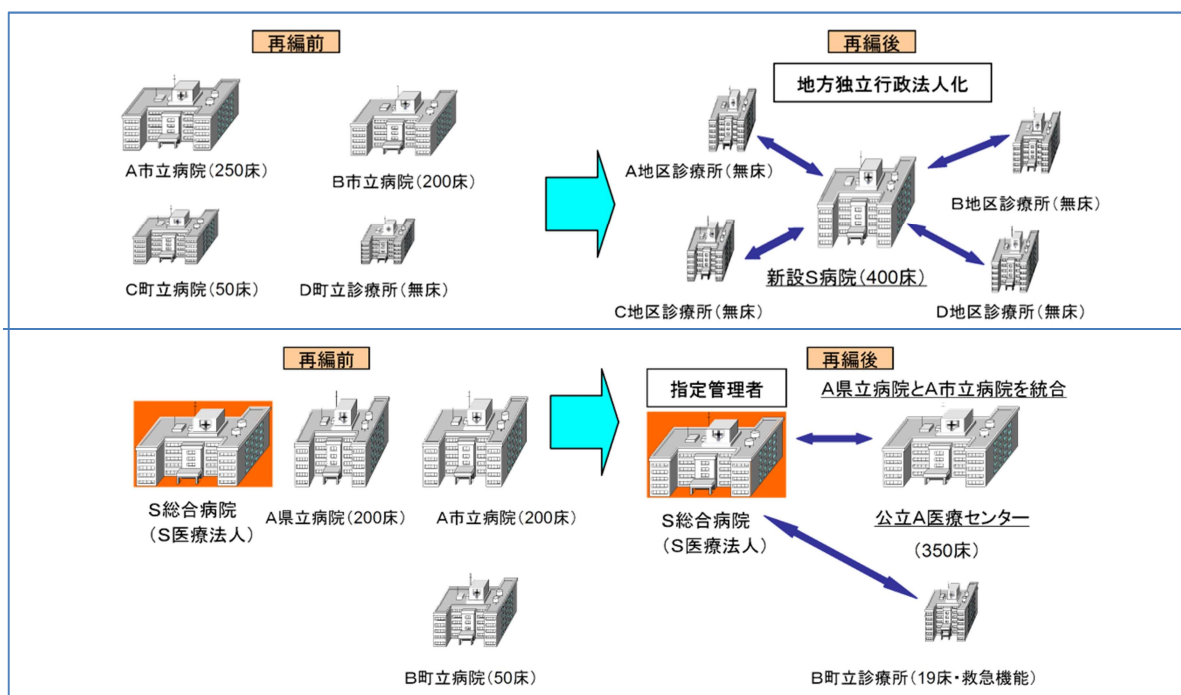 再編前
A市立病院(250床)
B市立病院(200床)
C町立病院(50床)
D町立診療所(無床)
再編後
地方独立行政法人化
A地区診療所(無床)
B地区診療所(無床)
新設S病院(400床)
C地区診療所(無床)
D地区診療所(無床)
再編前
S総合病院
(S医療法人)
A県立病院(200床)
A市立病院(200床)
B町立病院(50床)
再編後
指定管理者
A県立病院とA市立病院を統合
S総合病院
(S医療法人)
公立A医療センター
(350床)
B町立診療所(19床・救急機能)